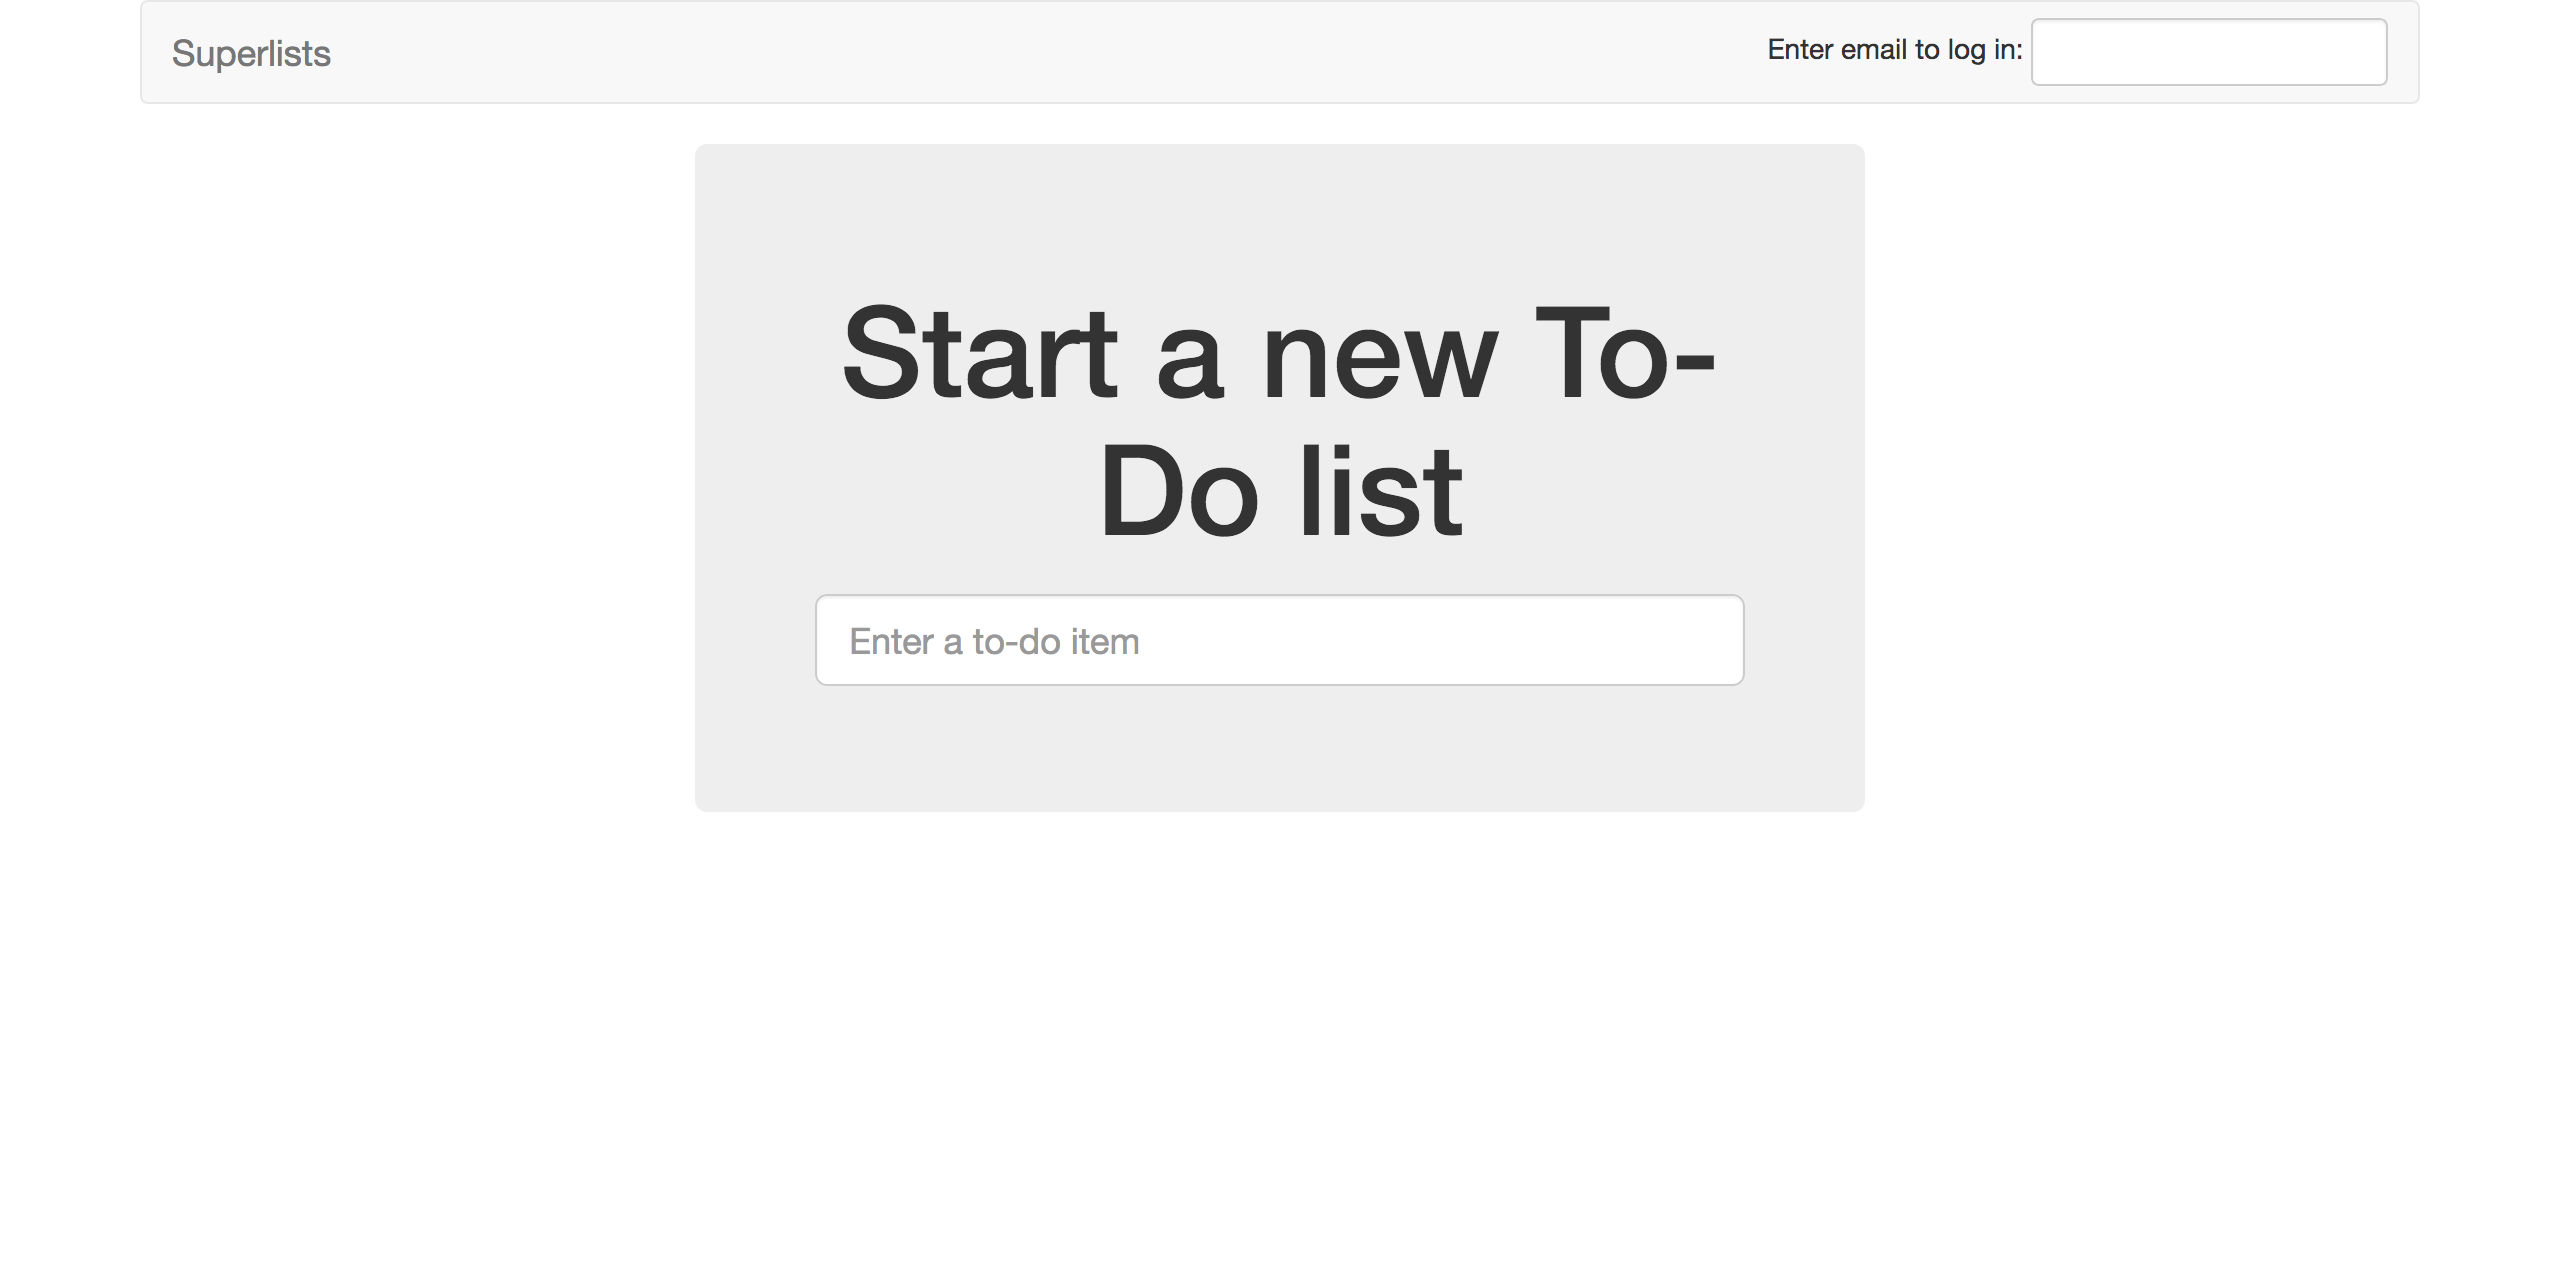 Superlists
Enter email to log in:
Start a new To-
Do list
Enter a to-do item